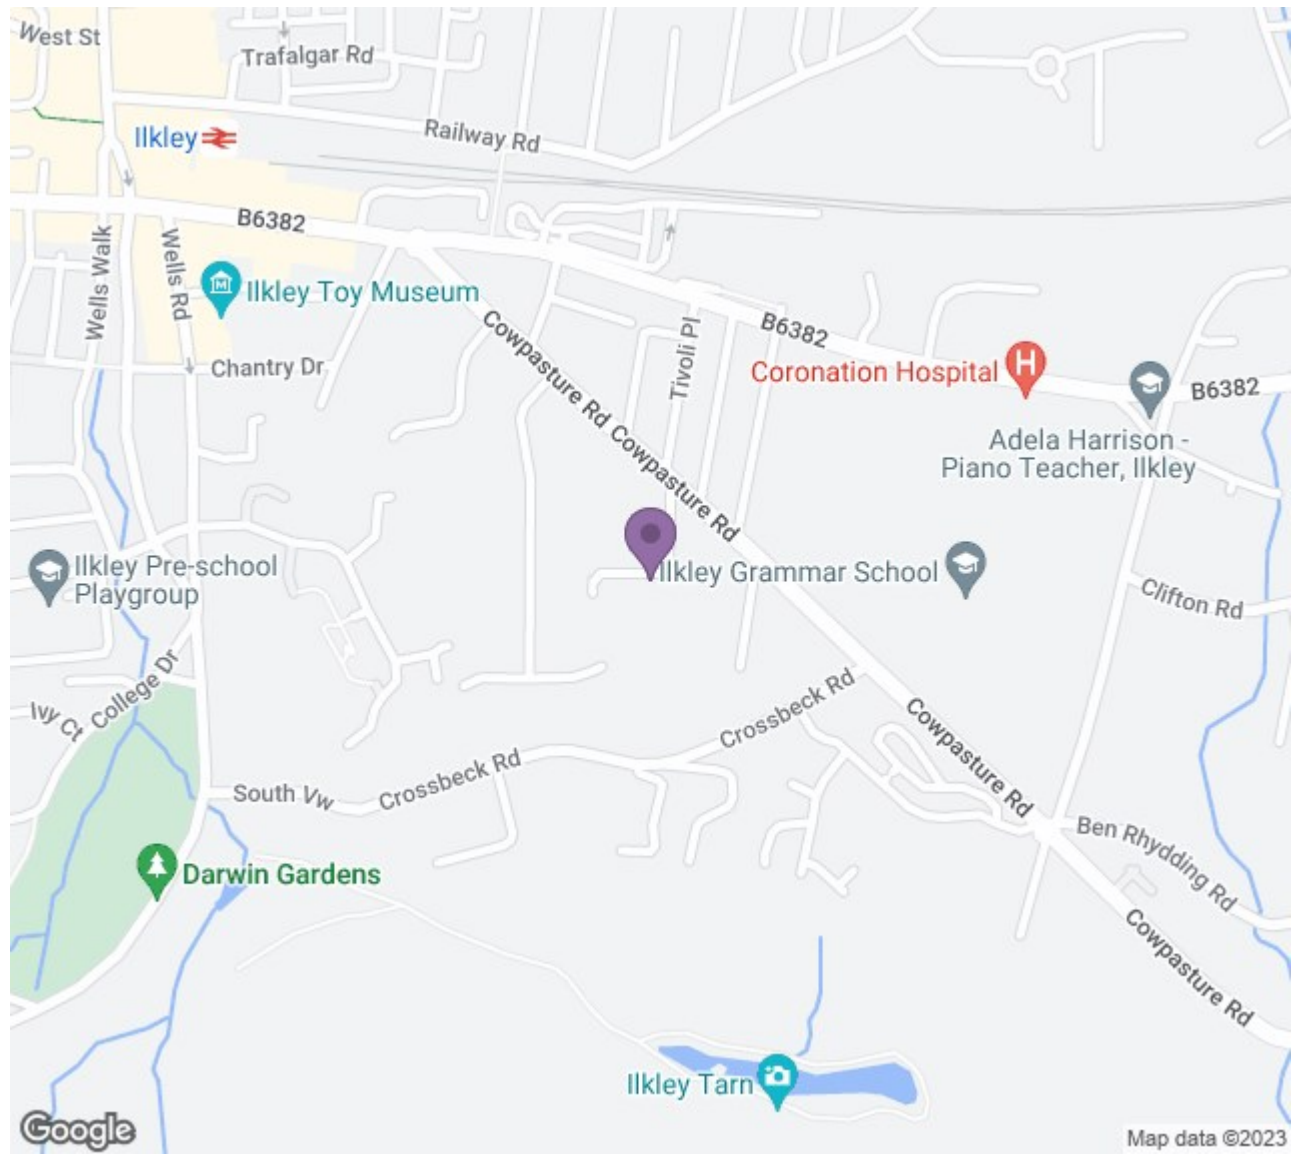 West St
Trafalgar Rd
Ilkley
Railway Rd
B6382
Wells Walk
Wells Rd
Ilkley Toy Museum
Chantry Dr
Cowpasture Rd
Cowpasture Rd
Tivoli Pl
B6382
Coronation Hospital
H
B6382
Adela Harrison -
Piano Teacher, Ilkley
Ilkley Pre-school
Playgroup
Ilkley Grammar School
Clifton Rd
Ivy Ct
College Dr
Crossbeck Rd
South Vw
Crossbeck Rd
Cowpasture Rd
Ben Rhydding Rd
Darwin Gardens
Cowpasture Rd
Ilkley Tarn
Google
Map data ©2023